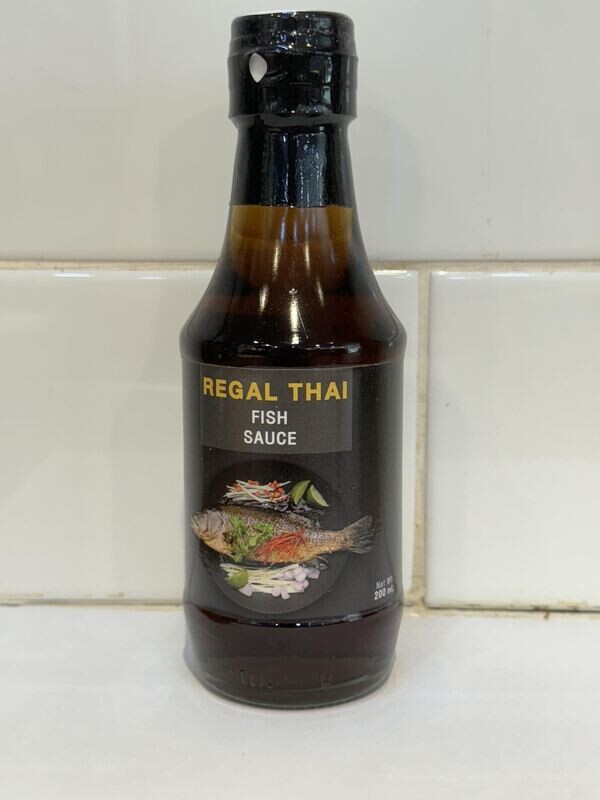 REGAL THAI
FISH
SAUCE
Net Wt.
200 mL